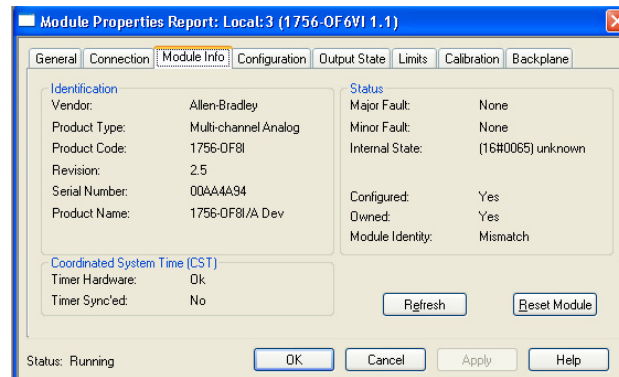 Module Properties Report: Local:3 (1756-OF6VI 1.1)
General Connection Module Info Configuration Output State Limits Calibration Backplane
Identification
Vendor: Allen-Bradley
Product Type: Multi-channel Analog
Product Code: 1756-OF8I
Revision: 2.5
Serial Number: 00AA4A94
Product Name: 1756-OF8I/A Dev
Status
Major Fault: None
Minor Fault: None
Internal State: (16#0065) unknown
Configured: Yes
Owned: Yes
Module Identity: Mismatch
Coordinated System Time (CST)
Timer Hardware: Ok
Timer Sync'ed: No
Refresh Reset Module
Status: Running
OK Cancel Apply Help